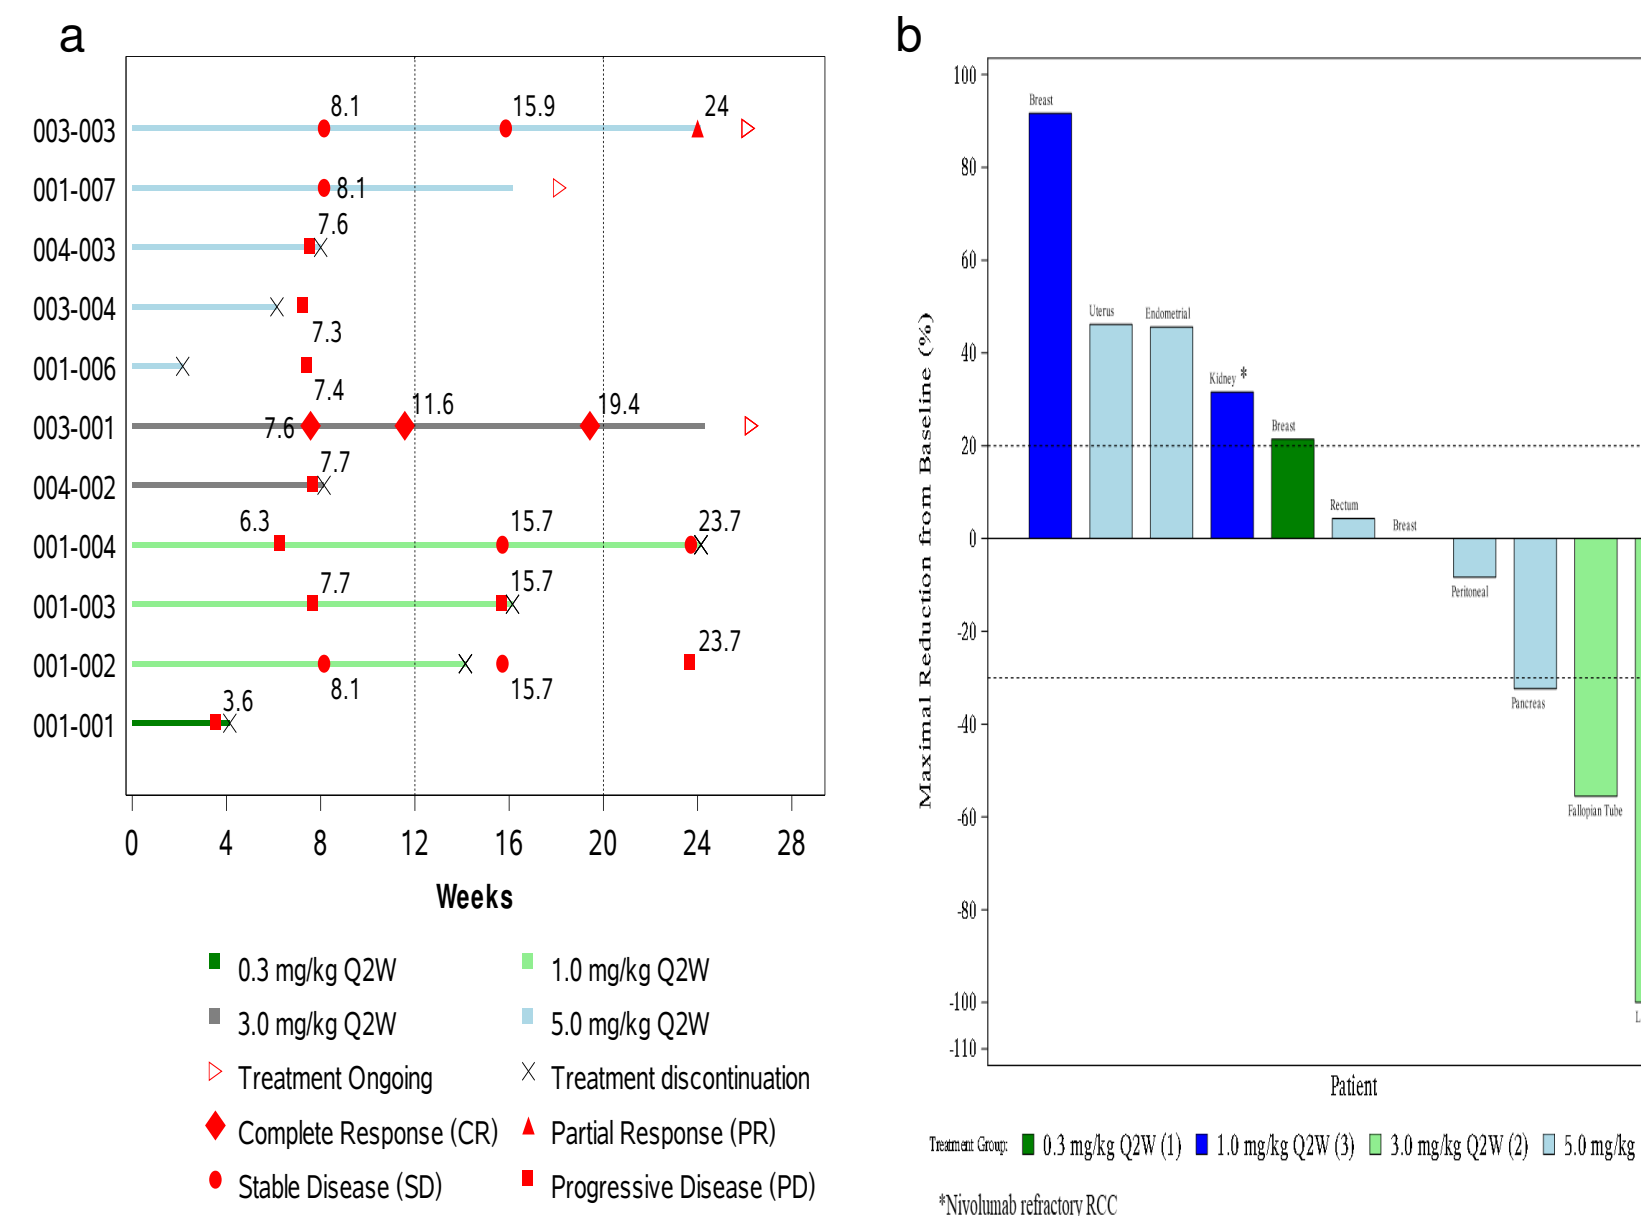 a
003-003 8.1 15.9 24
001-007 8.1
004-003 7.6
003-004 7.3
001-006 7.4
003-001 7.6 11.6 19.4
004-002 7.7
001-004 6.3 15.7 23.7
001-003 7.7 15.7
001-002 8.1 15.7 23.7
001-001 3.6
0 4 8 12 16 20 24 28
Weeks
0.3 mg/kg Q2W 1.0 mg/kg Q2W
3.0 mg/kg Q2W 5.0 mg/kg Q2W
Treatment Ongoing Treatment discontinuation
Complete Response (CR) Partial Response (PR)
Stable Disease (SD) Progressive Disease (PD)
b
Maximal Reduction from Baseline (%)
100
80
60
40
20
0
-20
-40
-60
-80
-100
-110
Breast
Uterus
Endometrial
Kidney *
Breast
Rectum
Breast
Peritoneal
Pancreas
Fallopian Tube
Patient
Treatment Group: 0.3 mg/kg Q2W (1) 1.0 mg/kg Q2W (3) 3.0 mg/kg Q2W (2) 5.0 mg/kg
*Nivolumab refractory RCC